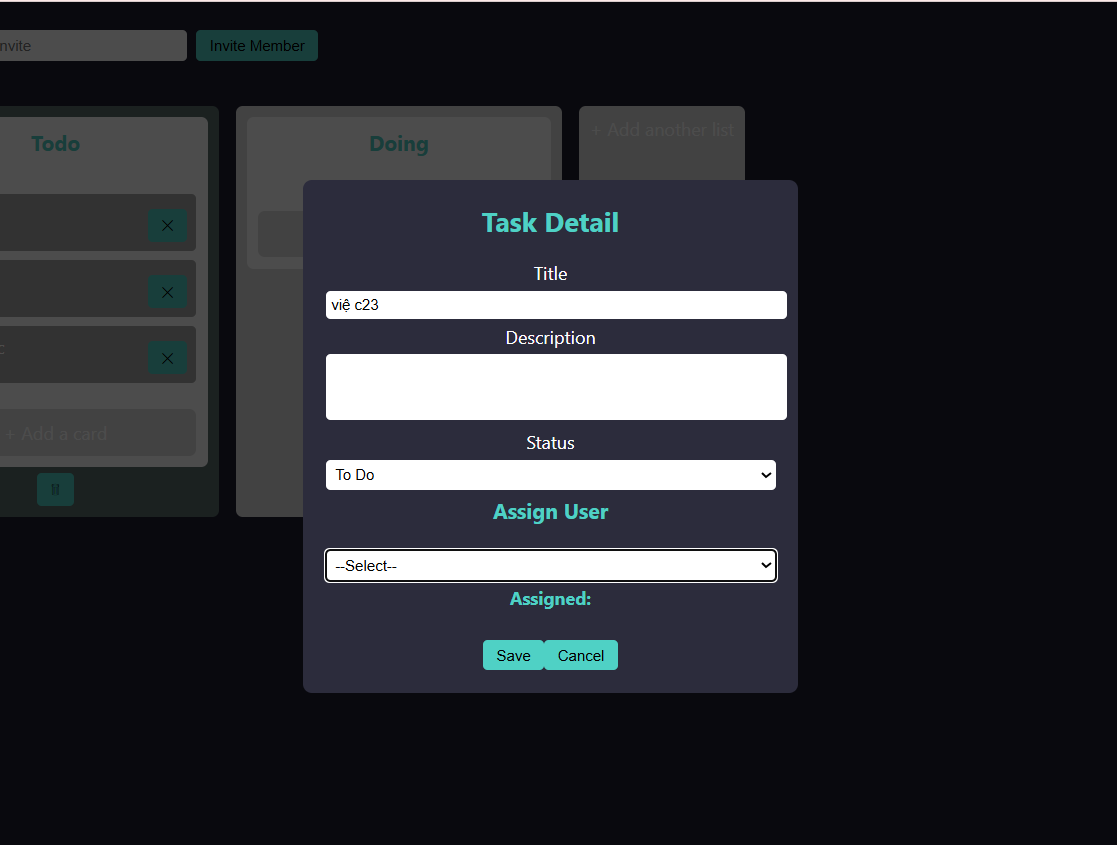 nvite
Invite Member
Todo
Doing
+ Add another list
c
+ Add a card
Task Detail
Title
việ c23
Description
Status
To Do
Assign User
--Select--
Assigned:
Save
Cancel